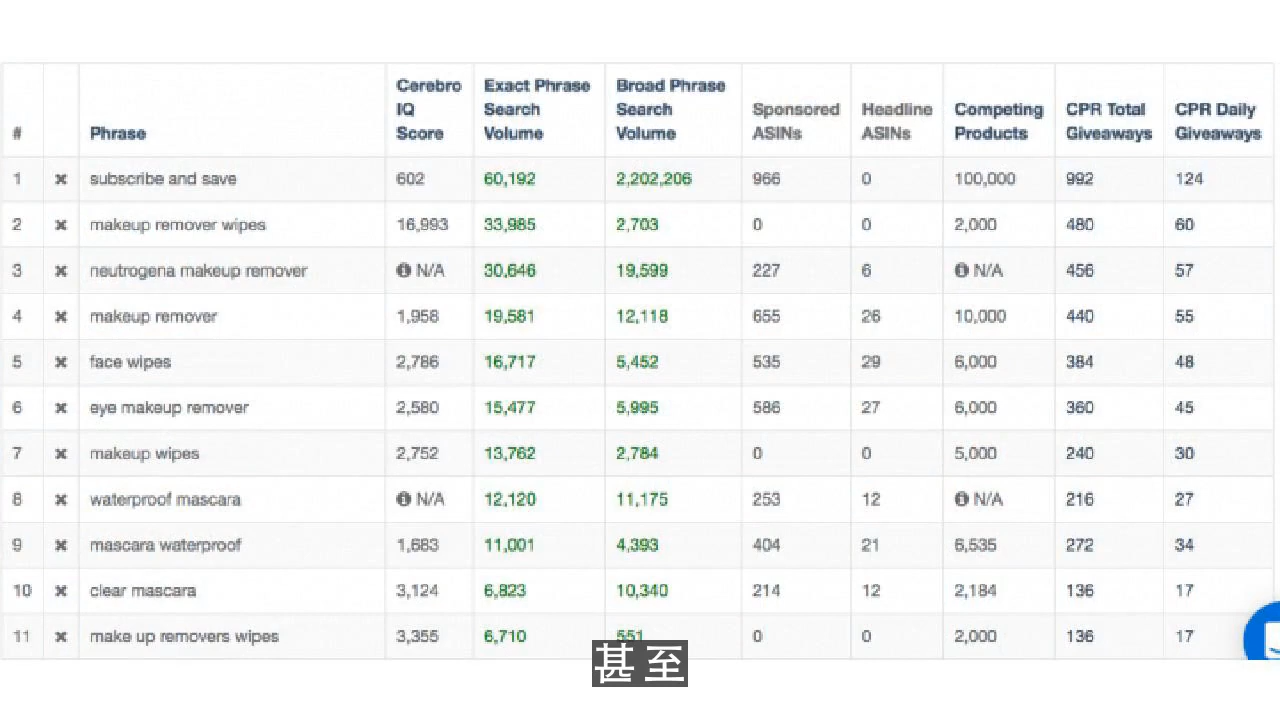 # Phrase Cerebro IQ Score Exact Phrase Search Volume Broad Phrase Search Volume Sponsored ASINs Headline ASINs Competing Products CPR Total Giveaways CPR Daily Giveaways
1 ✖ subscribe and save 602 60,192 2,202,206 966 0 100,000 992 124
2 ✖ makeup remover wipes 16,993 33,985 2,703 0 0 2,000 480 60
3 ✖ neutrogena makeup remover N/A 30,646 19,599 227 6 N/A 456 57
4 ✖ makeup remover 1,958 19,581 12,118 655 26 10,000 440 55
5 ✖ face wipes 2,786 16,717 5,452 535 29 6,000 384 48
6 ✖ eye makeup remover 2,580 15,477 5,995 586 27 6,000 360 45
7 ✖ makeup wipes 2,752 13,762 2,784 0 0 5,000 240 30
8 ✖ waterproof mascara N/A 12,120 11,175 253 12 N/A 216 27
9 ✖ mascara waterproof 1,683 11,001 4,393 404 21 6,535 272 34
10 ✖ clear mascara 3,124 6,823 10,340 214 12 2,184 136 17
11 ✖ make up removers wipes 3,355 6,710 551 0 0 2,000 136 17
甚至